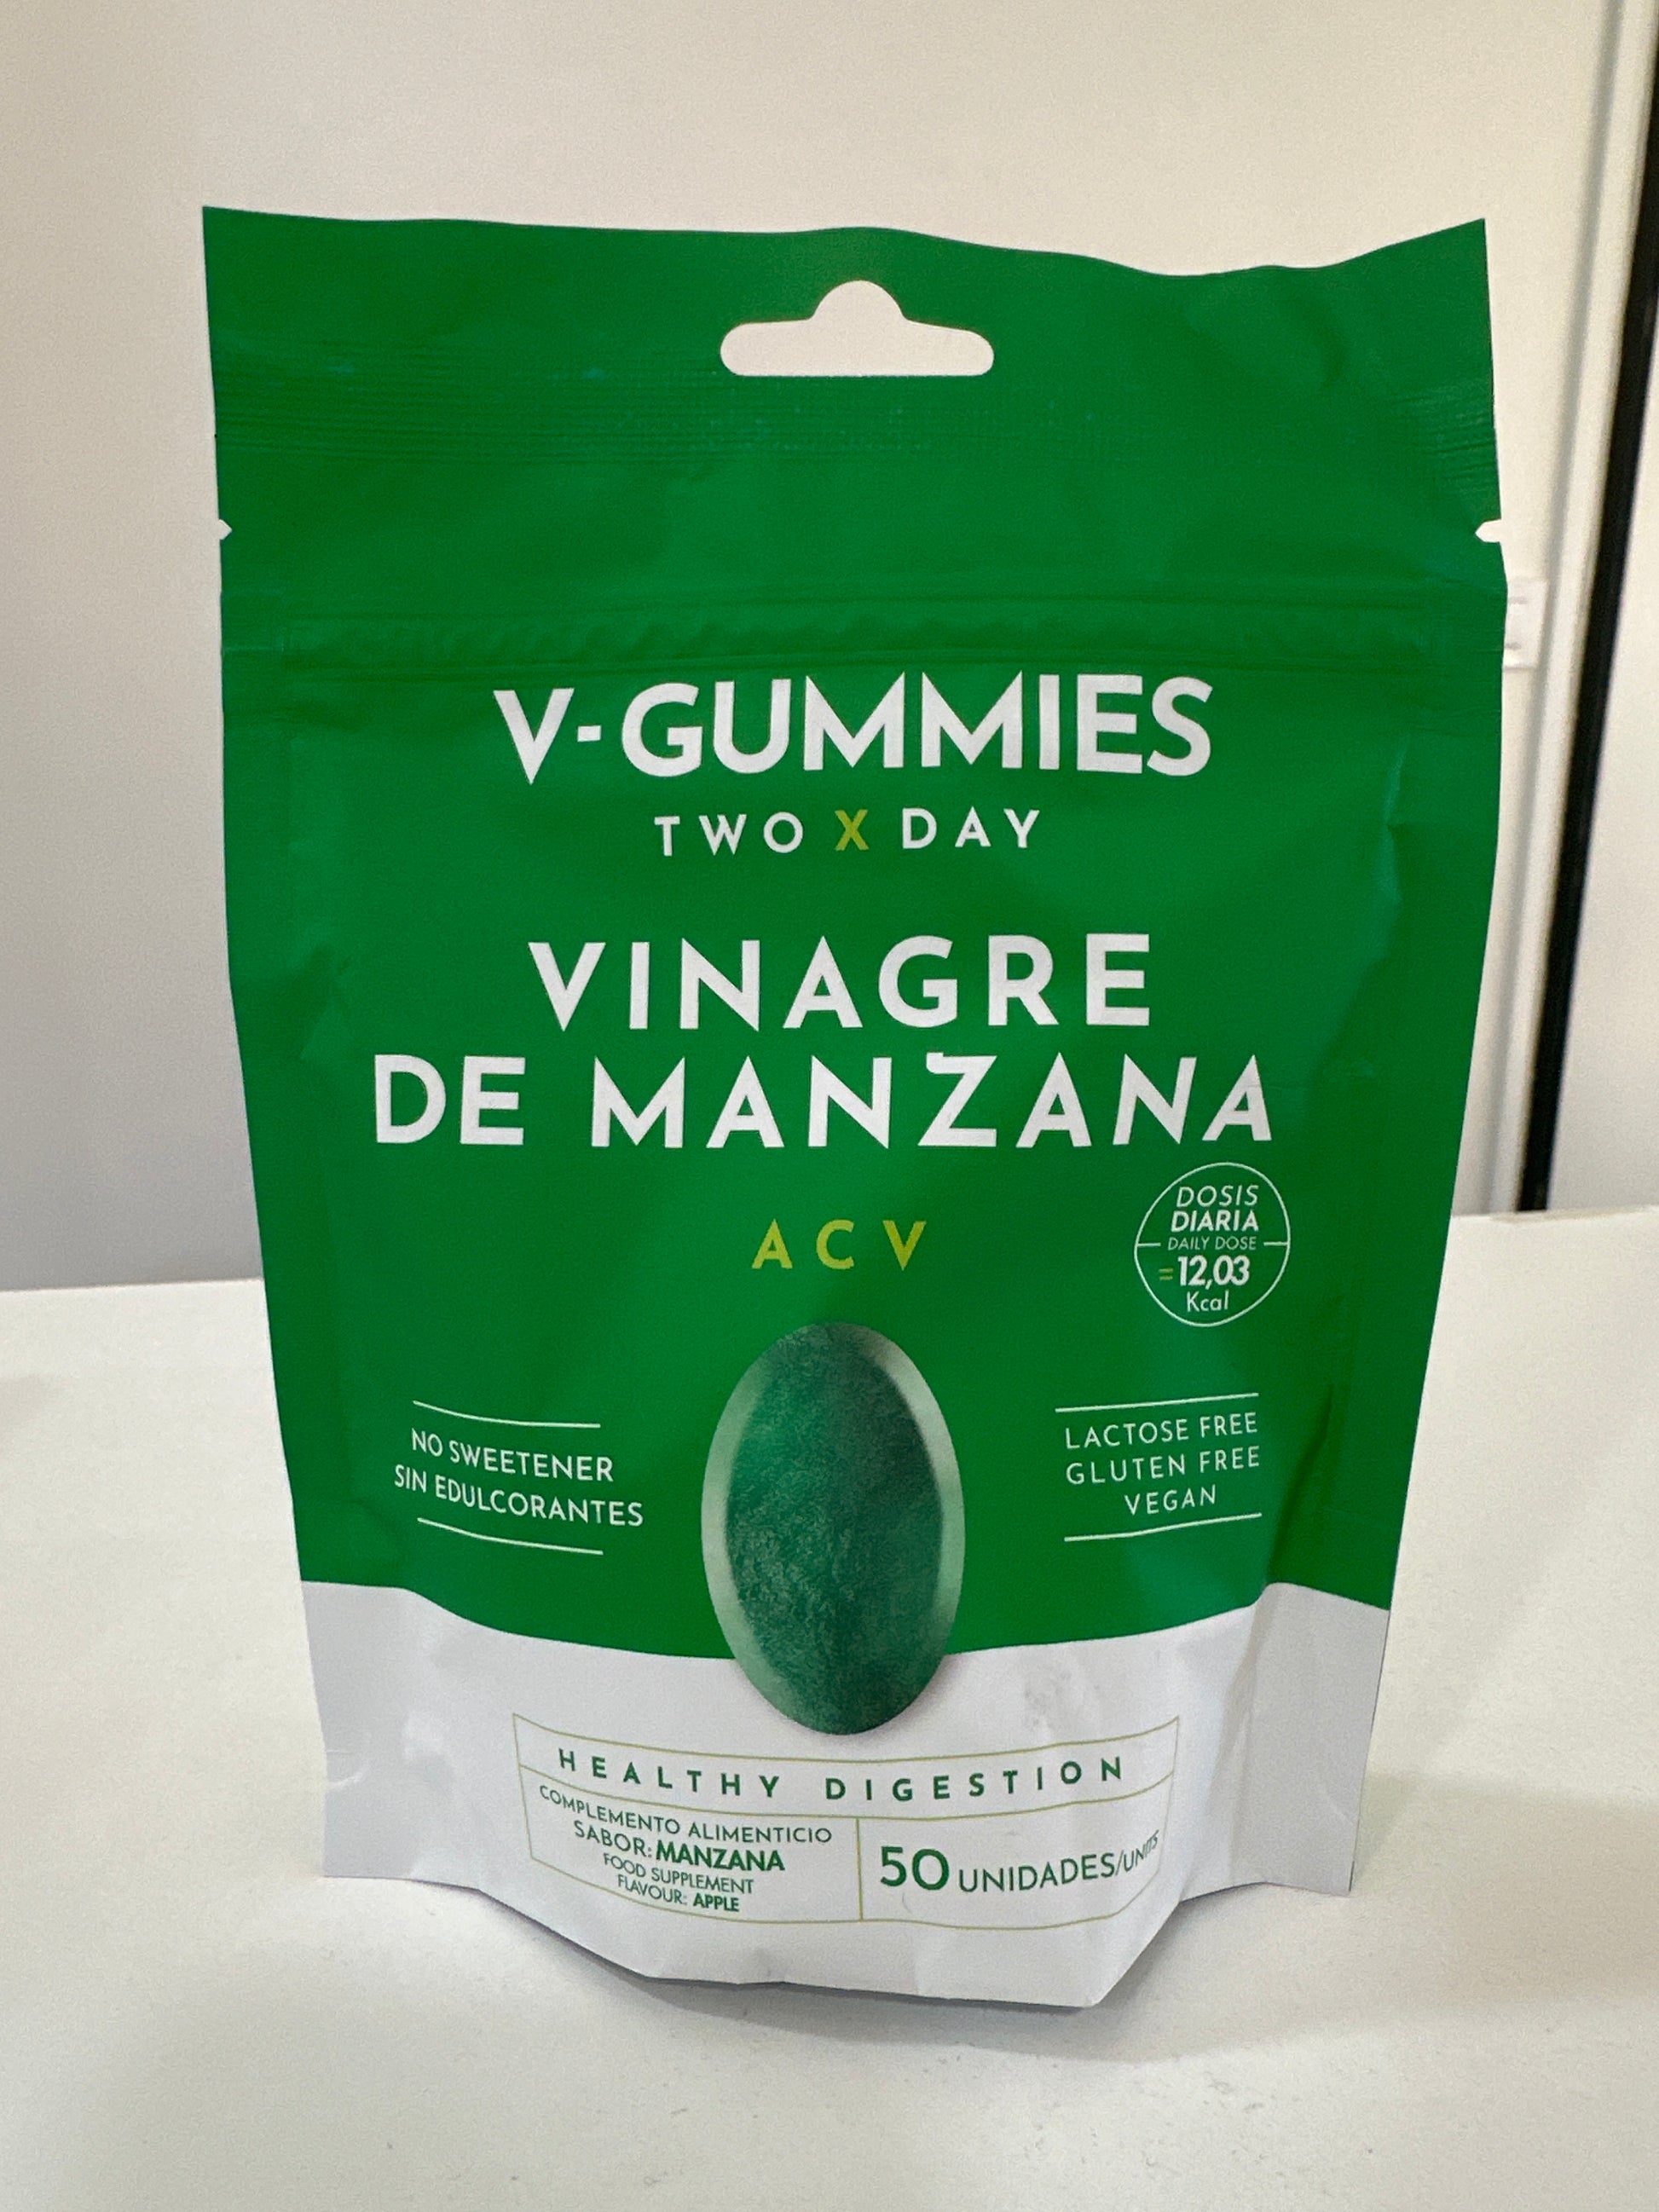 V-GUMMIES
TWO X DAY
VINAGRE
DE MANZANA
ACV
DOSIS
DIARIA
DAILY DOSE
=12,03
Kcal
NO SWEETENER
SIN EDULCORANTES
LACTOSE FREE
GLUTEN FREE
VEGAN
HEALTHY DIGESTION
COMPLEMENTO ALIMENTICIO
SABOR: MANZANA
FOOD SUPPLEMENT
FLAVOUR: APPLE
50 UNIDADES/UNITS